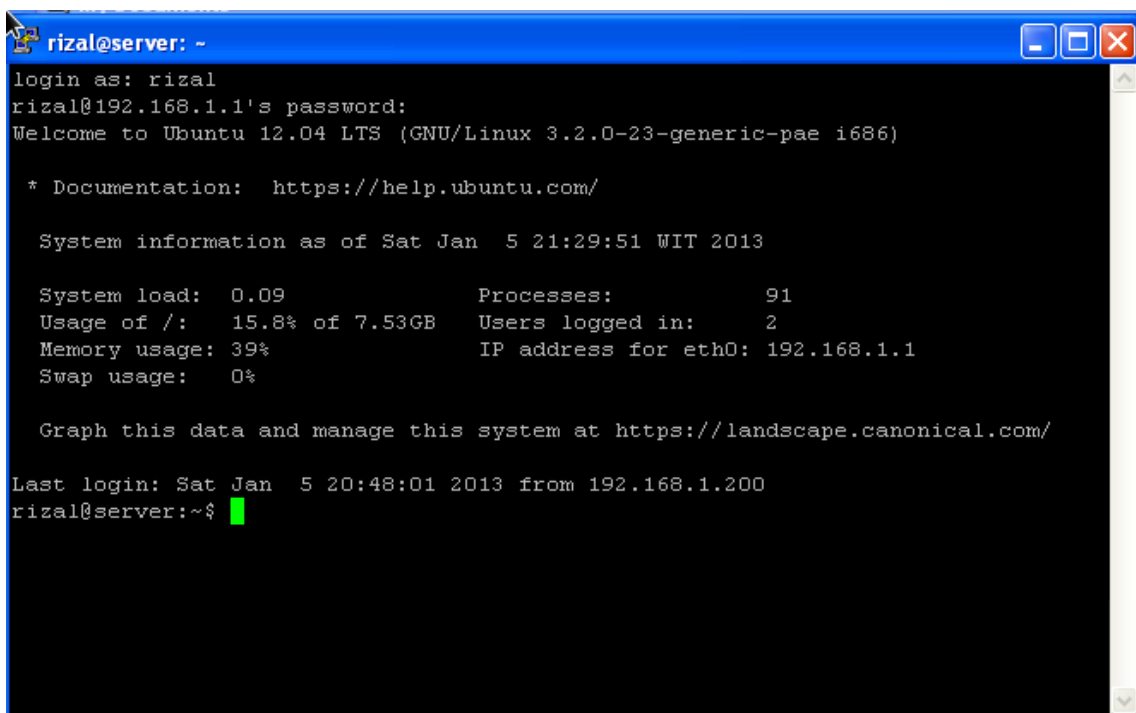 rizal@server: ~
login as: rizal
rizal@192.168.1.1's password:
Welcome to Ubuntu 12.04 LTS (GNU/Linux 3.2.0-23-generic-pae i686)
* Documentation:  https://help.ubuntu.com/
System information as of Sat Jan  5 21:29:51 WIT 2013
System load:  0.09                Processes:           91
Usage of /:   15.8% of 7.53GB   Users logged in:     2
Memory usage: 39%                IP address for eth0: 192.168.1.1
Swap usage:   0%
Graph this data and manage this system at https://landscape.canonical.com/
Last login: Sat Jan  5 20:48:01 2013 from 192.168.1.200
rizal@server:~$